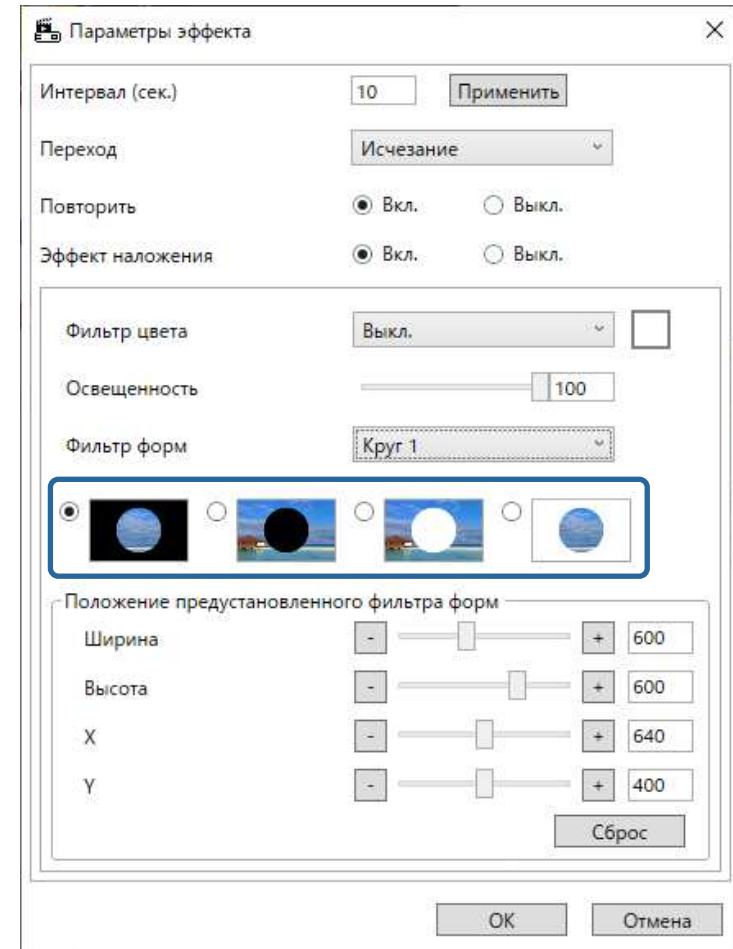 Параметры эффекта
Интервал (сек.) 10 Применить
Переход Исчезание
Повторить Вкл. Выкл.
Эффект наложения Вкл. Выкл.
Фильтр цвета Выкл.
Освещенность 100
Фильтр форм Круг 1
Положение предустановленного фильтра форм
Ширина - + 600
Высота - + 600
X - + 640
Y - + 400
Сброс
OK Отмена